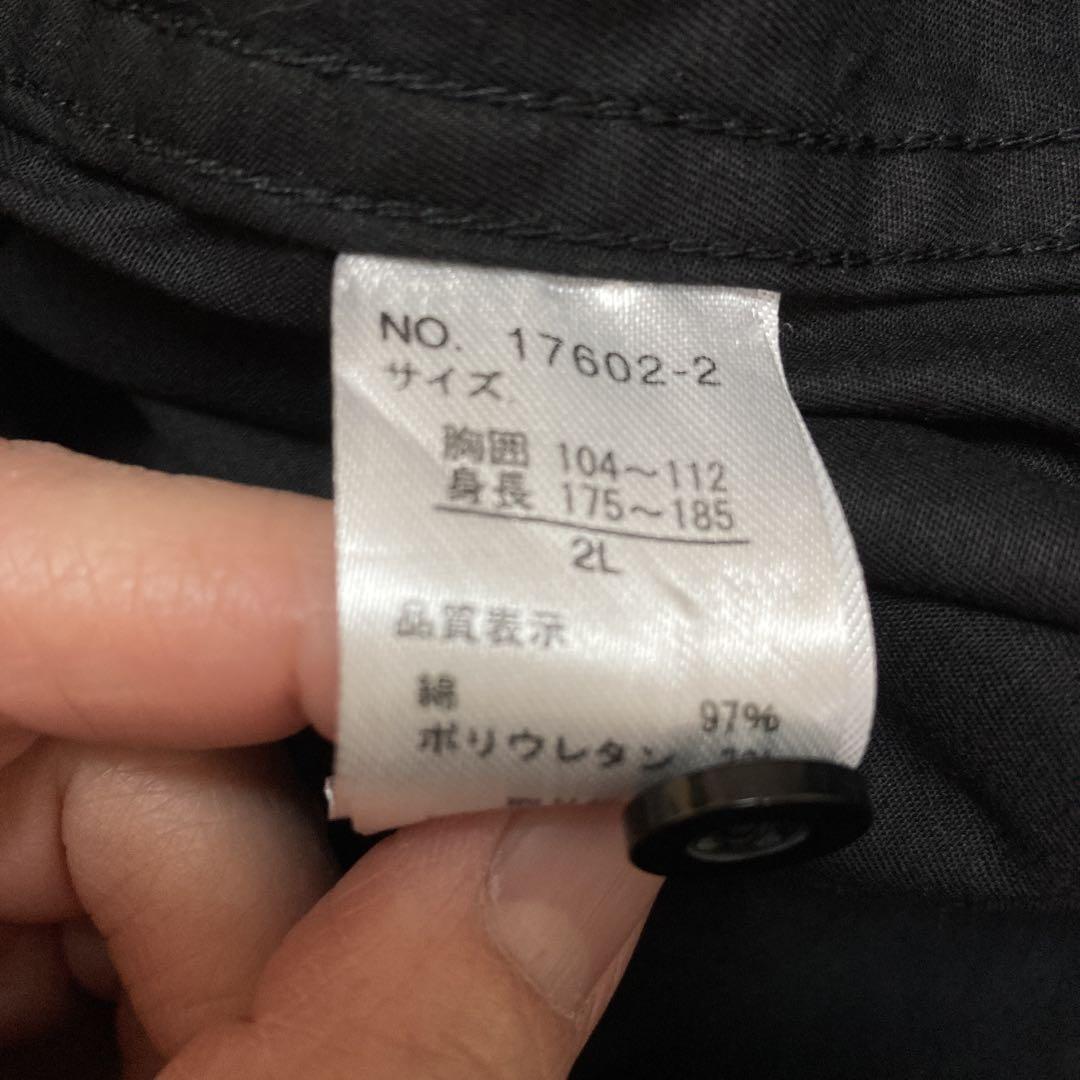 NO. 17602-2
サイズ
胸囲 104~112
身長 175~185
2L
品質表示
綿 97%
ポリウレタン